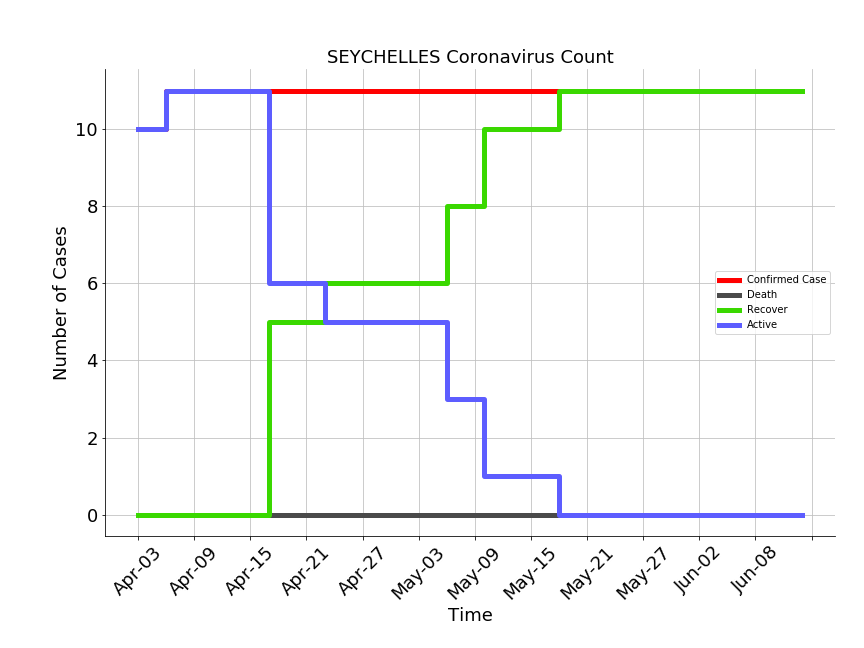 SEYCHELLES Coronavirus Count
Number of Cases
10
8
6
4
2
0
Confirmed Case
Death
Recover
Active
Apr-03
Apr-09
Apr-15
Apr-21
Apr-27
May-03
May-09
May-15
May-21
May-27
Jun-02
Jun-08
Time